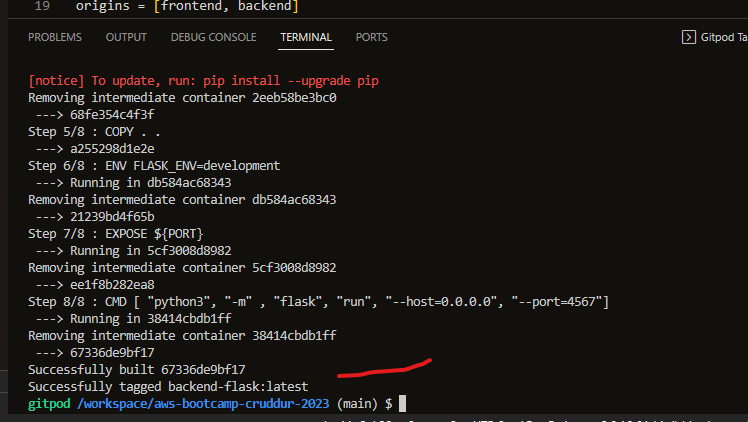 19 origins = [frontend, backend]
PROBLEMS OUTPUT DEBUG CONSOLE TERMINAL PORTS Gitpod Ta
[notice] To update, run: pip install --upgrade pip
Removing intermediate container 2eeb58be3bc0
 ---> 68fe354c4f3f
Step 5/8 : COPY . .
 ---> a255298d1e2e
Step 6/8 : ENV FLASK_ENV=development
 ---> Running in db584ac68343
Removing intermediate container db584ac68343
 ---> 21239bd4f65b
Step 7/8 : EXPOSE ${PORT}
 ---> Running in 5cf3008d8982
Removing intermediate container 5cf3008d8982
 ---> ee1f8b282ea8
Step 8/8 : CMD [ "python3", "-m" , "flask", "run", "--host=0.0.0.0", "--port=4567"]
 ---> Running in 38414cbdb1ff
Removing intermediate container 38414cbdb1ff
 ---> 67336de9bf17
Successfully built 67336de9bf17
Successfully tagged backend-flask:latest
gitpod /workspace/aws-bootcamp-cruddur-2023 (main) $